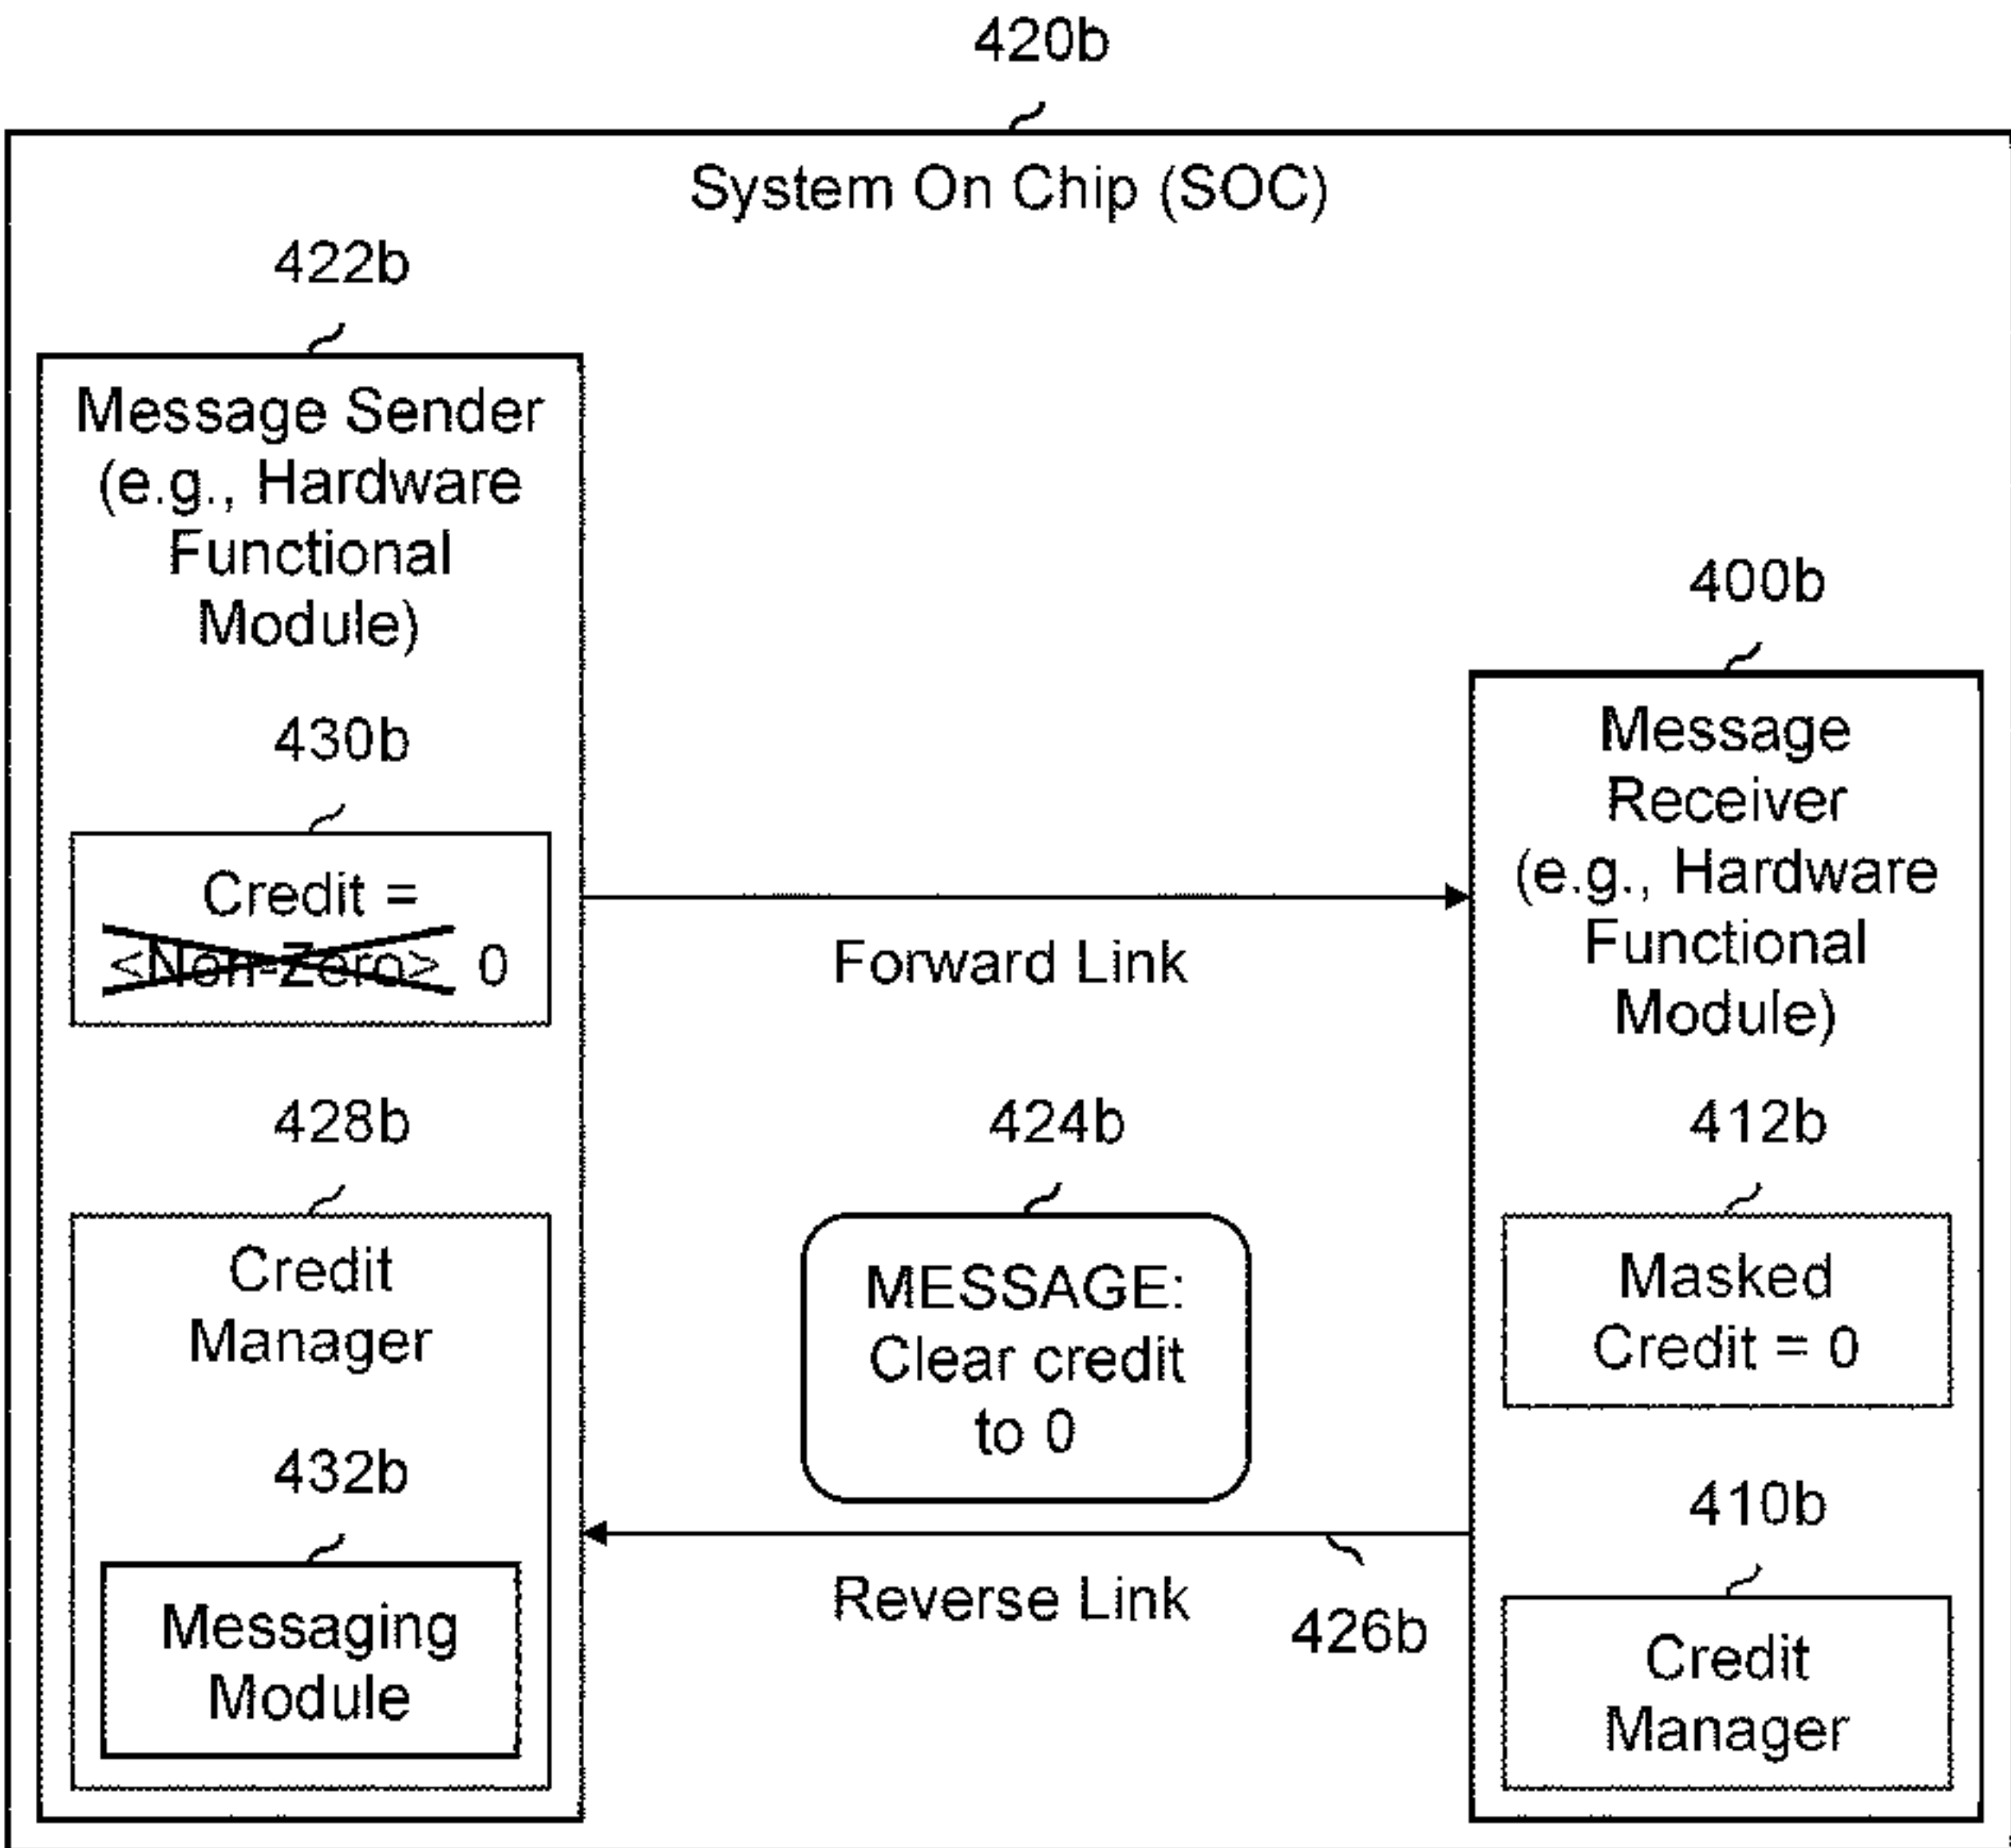 420b
System On Chip (SOC)
422b
Message Sender
(e.g., Hardware
Functional
Module)
430b
Credit =
<Non-Zero> 0
428b
Credit
Manager
432b
Messaging
Module
Forward Link
424b
MESSAGE:
Clear credit
to 0
Reverse Link
426b
400b
Message
Receiver
(e.g., Hardware
Functional
Module)
412b
Masked
Credit = 0
410b
Credit
Manager